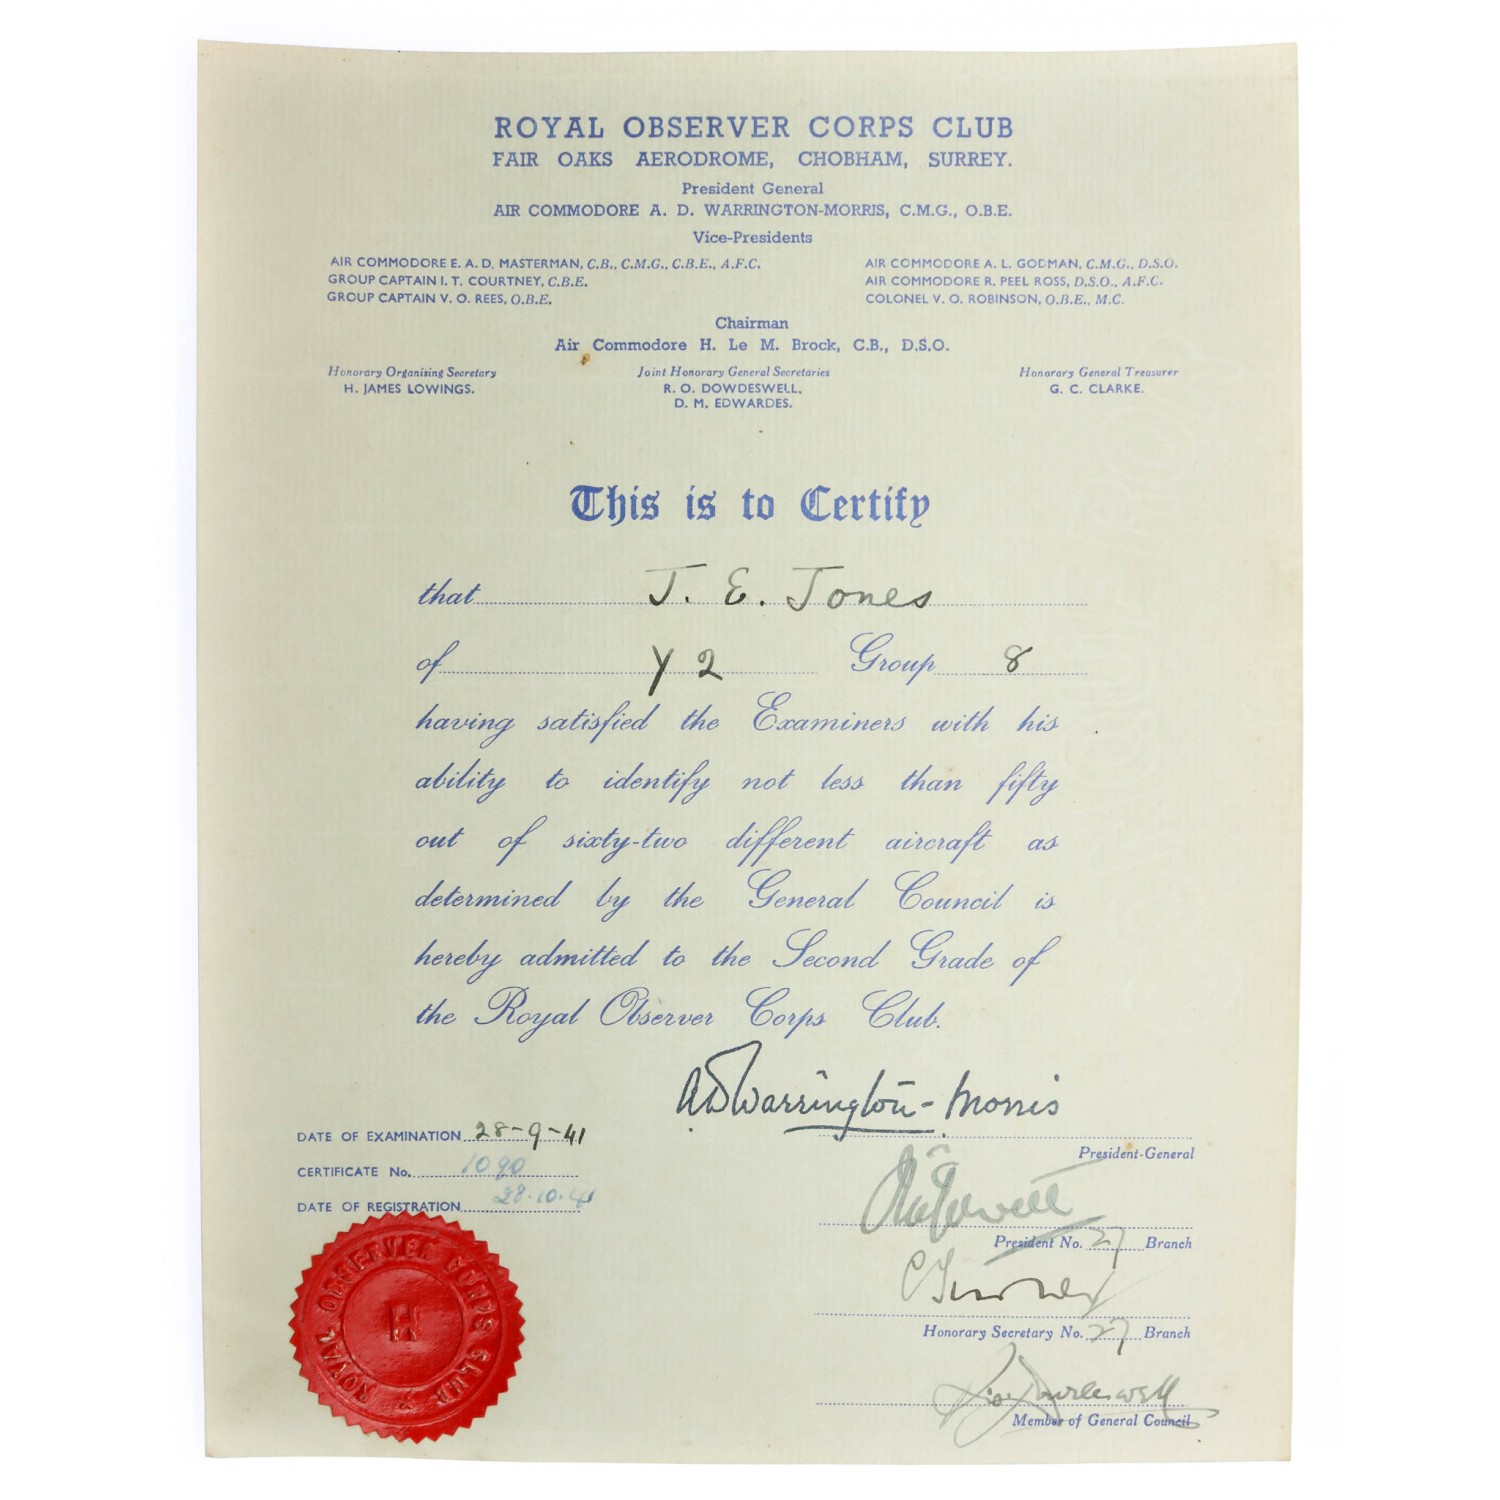 ROYAL OBSERVER CORPS CLUB
FAIR OAKS AERODROME, CHOBHAM, SURREY.
President General
AIR COMMODORE A. D. WARRINGTON-MORRIS, C.M.G., O.B.E.
Vice-Presidents
AIR COMMODORE E. A. D. MASTERMAN, C.B., C.M.G., C.B.E., A.F.C.
GROUP CAPTAIN I. T. COURTNEY, C.B.E.
GROUP CAPTAIN V. O. REES, O.B.E.
AIR COMMODORE A. L. GODMAN, C.M.G., D.S.O.
AIR COMMODORE R. PEEL ROSS, D.S.O., A.F.C.
COLONEL V. O. ROBINSON, O.B.E., M.C.
Chairman
Air Commodore H. Le M. Brock, C.B., D.S.O.
Honorary Organising Secretary
H. JAMES LOWINGS.
Joint Honorary General Secretaries
R. O. DOWDESWELL.
D. M. EDWARDES.
Honorary General Treasurer
G. C. CLARKE.
This is to Certify
that J. E. Jones
of Y2 Group 8
having satisfied the Examiners with his
ability to identify not less than fifty
out of sixty-two different aircraft as
determined by the General Council is
hereby admitted to the Second Grade of
the Royal Observer Corps Club.
A D Warrington-Morris
President-General
DATE OF EXAMINATION 28-9-41
CERTIFICATE No. 1090
DATE OF REGISTRATION 28.10.41
President No. 27 Branch
Honorary Secretary No. 27 Branch
Dowdeswell
Member of General Council
ROYAL OBSERVER CORPS CLUB
H